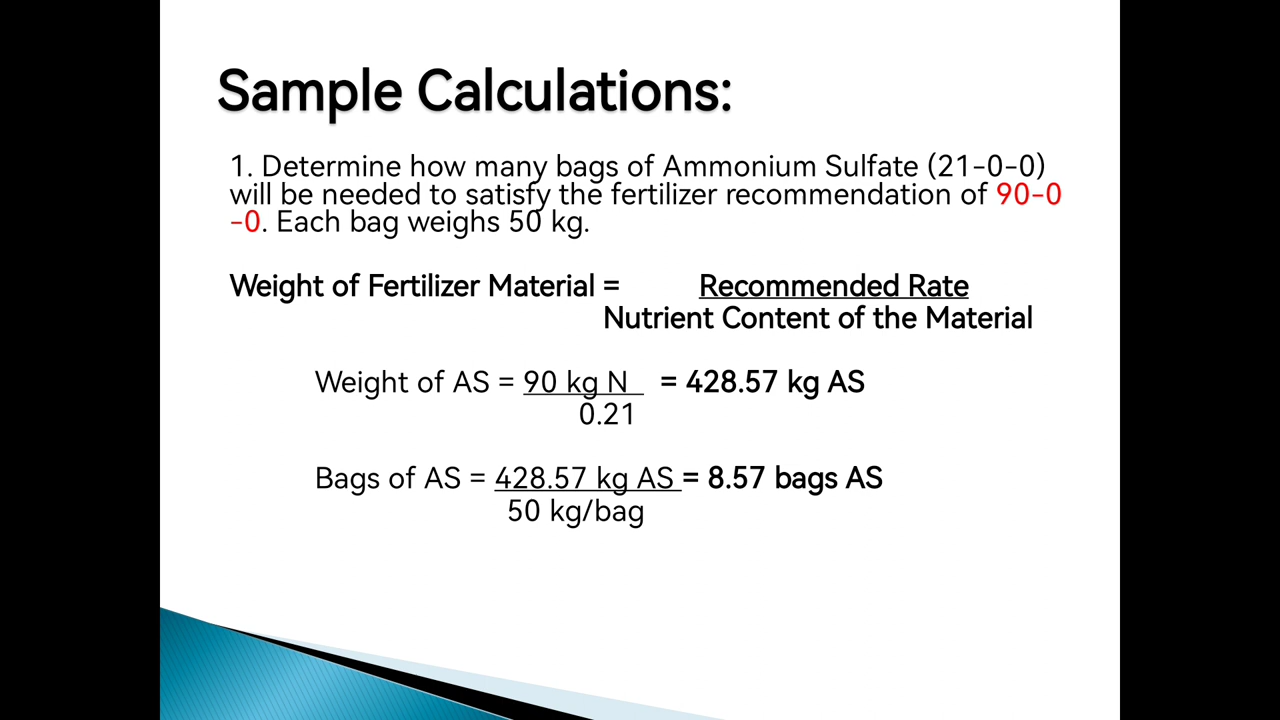 Sample Calculations:
1. Determine how many bags of Ammonium Sulfate (21-0-0)
will be needed to satisfy the fertilizer recommendation of 90-0
-0. Each bag weighs 50 kg.
Weight of Fertilizer Material = Recommended Rate
Nutrient Content of the Material
Weight of AS = 90 kg N = 428.57 kg AS
0.21
Bags of AS = 428.57 kg AS = 8.57 bags AS
50 kg/bag